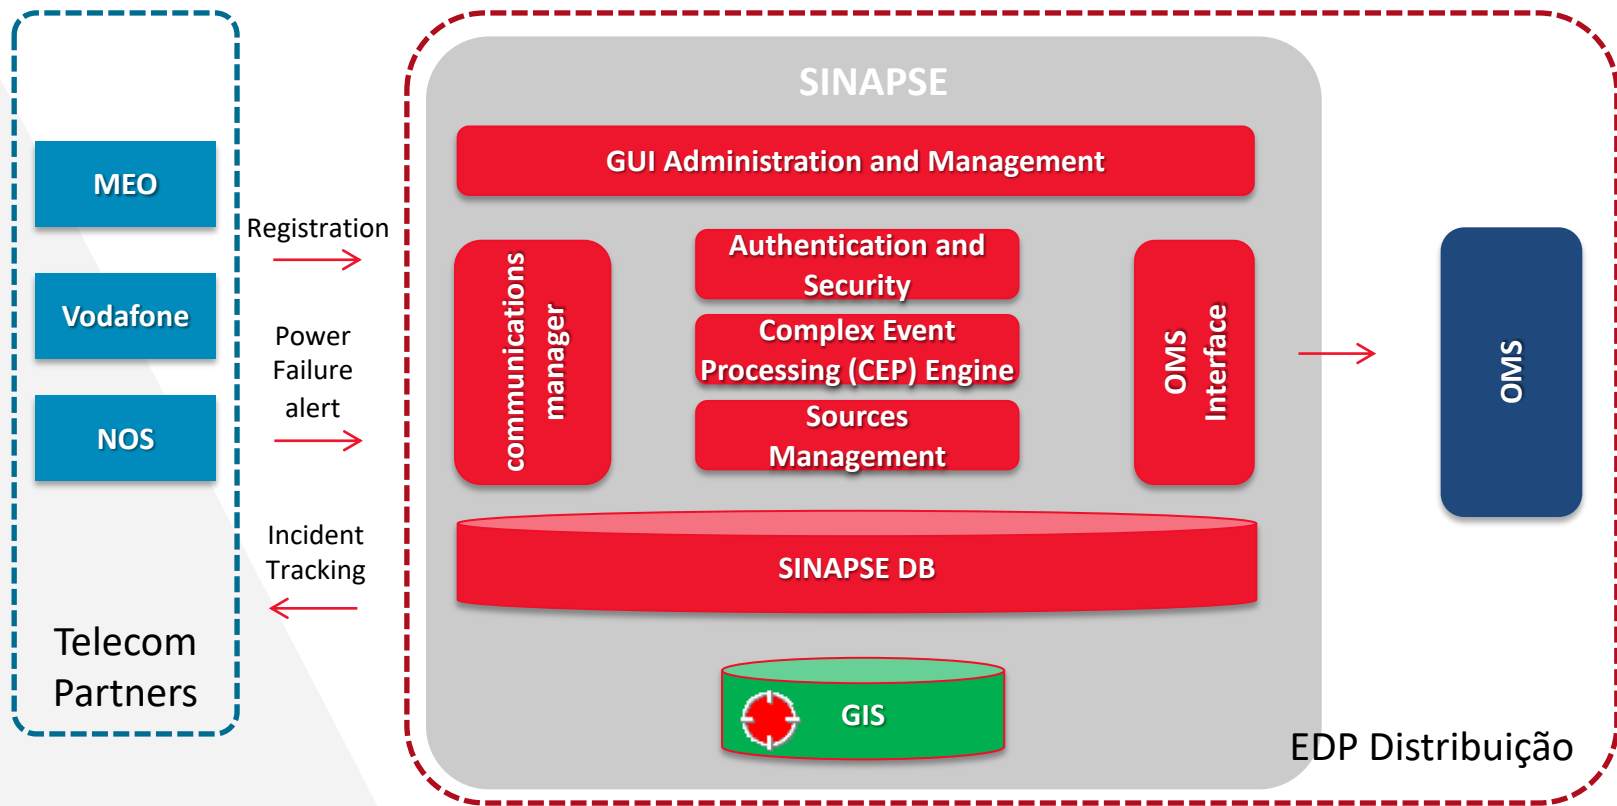 SINAPSE
GUI Administration and Management
MEO
Vodafone
NOS
Telecom
Partners
Registration
Power
Failure
alert
Incident
Tracking
communications
manager
Authentication and
Security
Complex Event
Processing (CEP) Engine
Sources
Management
OMS
Interface
OMS
SINAPSE DB
GIS
EDP Distribuição